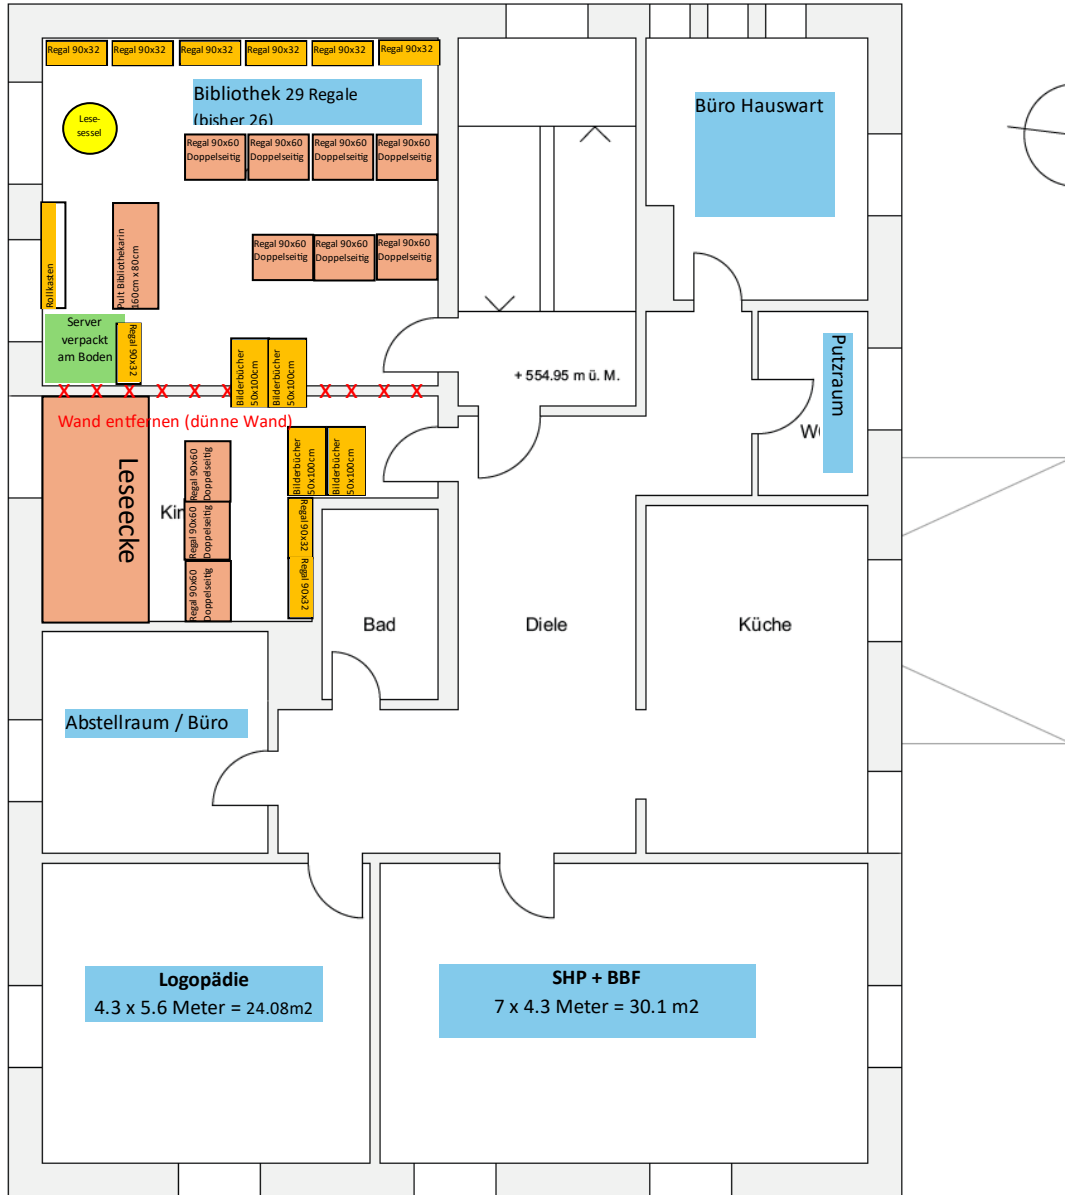 Regal 90x32
Regal 90x32
Regal 90x32
Regal 90x32
Regal 90x32
Regal 90x32
Bibliothek 29 Regale
(bisher 26)
Lese-
sessel
Regal 90x60
Doppelseitig
Regal 90x60
Doppelseitig
Regal 90x60
Doppelseitig
Regal 90x60
Doppelseitig
Büro Hauswart
Rollkasten
Pult Bibliothekarin
160cm x 80cm
Regal 90x60
Doppelseitig
Regal 90x60
Doppelseitig
Regal 90x60
Doppelseitig
Server
verpackt
am Boden
Regal 90x32
Bilderbücher
50x100cm
Bilderbücher
50x100cm
+ 554.95 m ü. M.
Putzraum
X X X X X X X X X X
Wand entfernen (dünne Wand)
Leseecke
Regal 90x60
Doppelseitig
Regal 90x60
Doppelseitig
Regal 90x60
Doppelseitig
Bilderbücher
50x100cm
Bilderbücher
50x100cm
Regal 90x32
Regal 90x32
Bad
Diele
Küche
Abstellraum / Büro
Logopädie
4.3 x 5.6 Meter = 24.08m2
SHP + BBF
7 x 4.3 Meter = 30.1 m2